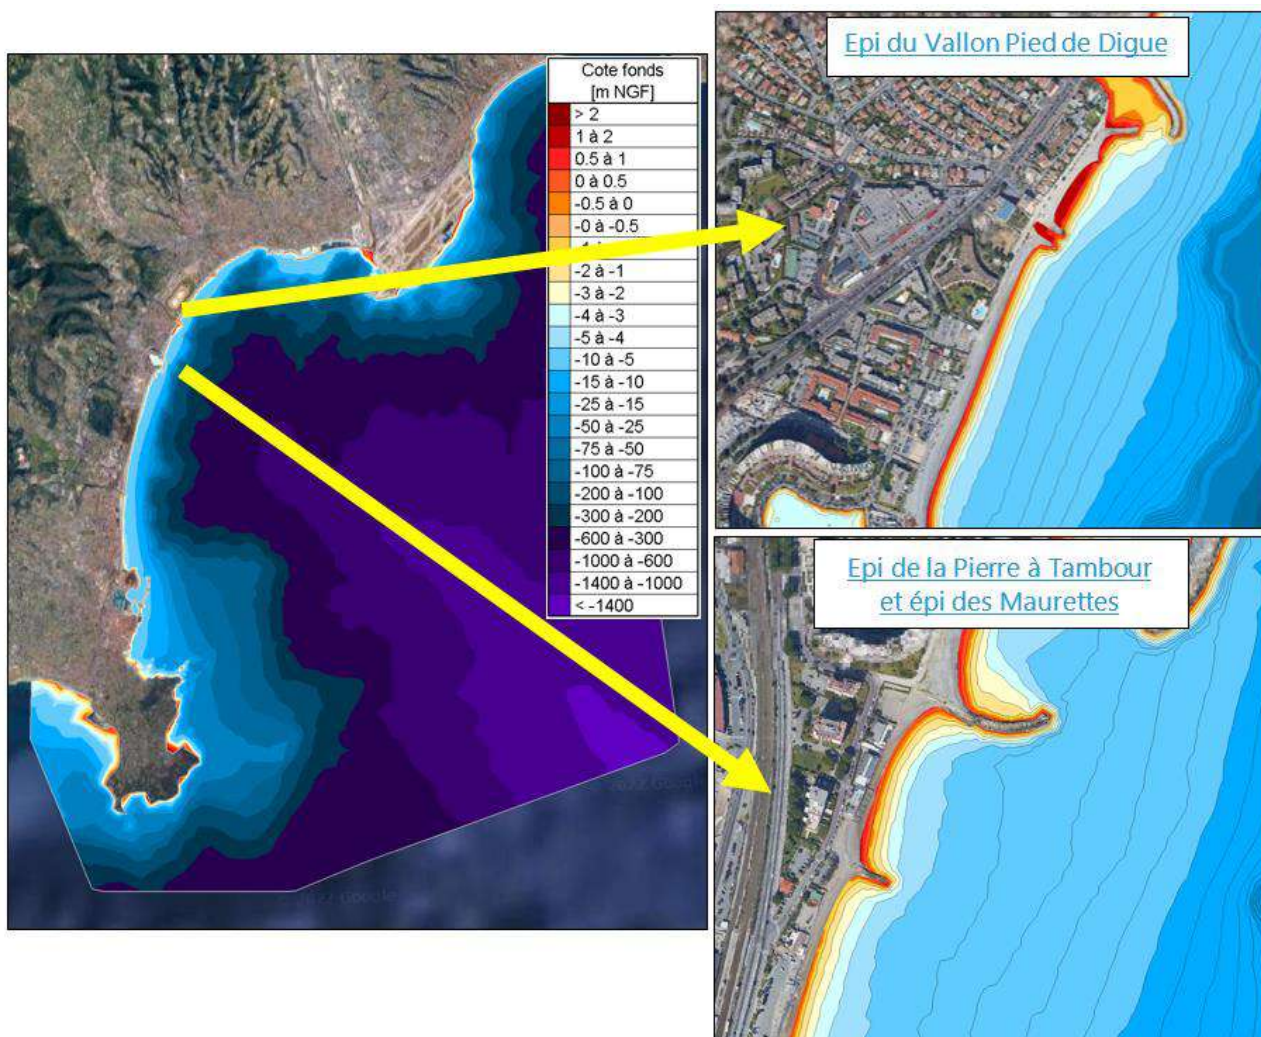 Cote fonds
[m NGF]
> 2
1 à 2
0.5 à 1
0 à 0.5
-0.5 à 0
-0 à -0.5
-2 à -1
-3 à -2
-4 à -3
-5 à -4
-10 à -5
-15 à -10
-25 à -15
-50 à -25
-75 à -50
-100 à -75
-200 à -100
-300 à -200
-600 à -300
-1000 à -600
-1400 à -1000
< -1400
Epi du Vallon Pied de Digue
Epi de la Pierre à Tambour
et épi des Maurettes